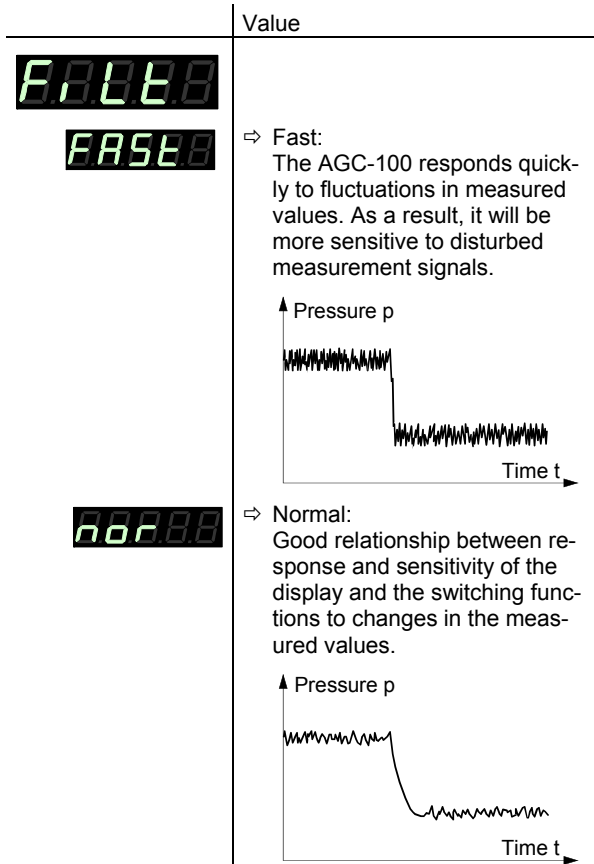 Value
FiLt
FASt
⇨ Fast:
The AGC-100 responds quick-
ly to fluctuations in measured
values. As a result, it will be
more sensitive to disturbed
measurement signals.
Pressure p
Time t
nor
⇨ Normal:
Good relationship between re-
sponse and sensitivity of the
display and the switching func-
tions to changes in the meas-
ured values.
Pressure p
Time t